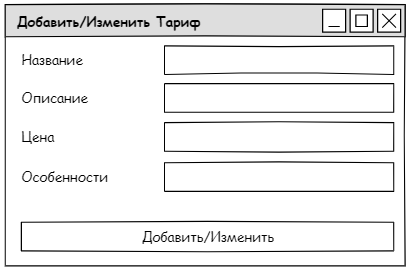 Добавить/Изменить Тариф
Название
Описание
Цена
Особенности
Добавить/Изменить